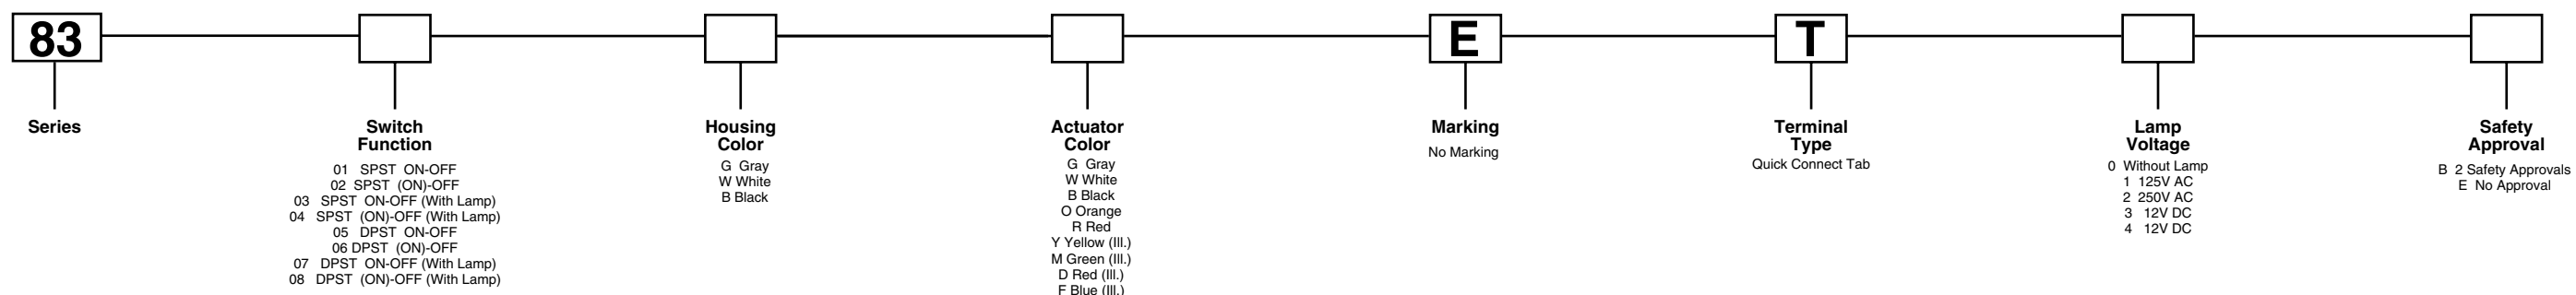 83
E
T
Series
Switch
Function
01 SPST ON-OFF
02 SPST (ON)-OFF
03 SPST ON-OFF (With Lamp)
04 SPST (ON)-OFF (With Lamp)
05 DPST ON-OFF
06 DPST (ON)-OFF
07 DPST ON-OFF (With Lamp)
08 DPST (ON)-OFF (With Lamp)
Housing
Color
G Gray
W White
B Black
Actuator
Color
G Gray
W White
B Black
O Orange
R Red
Y Yellow (Ill.)
M Green (Ill.)
D Red (Ill.)
F Blue (Ill.)
Marking
No Marking
Terminal
Type
Quick Connect Tab
Lamp
Voltage
0 Without Lamp
1 125V AC
2 250V AC
3 12V DC
4 12V DC
Safety
Approval
B 2 Safety Approvals
E No Approval